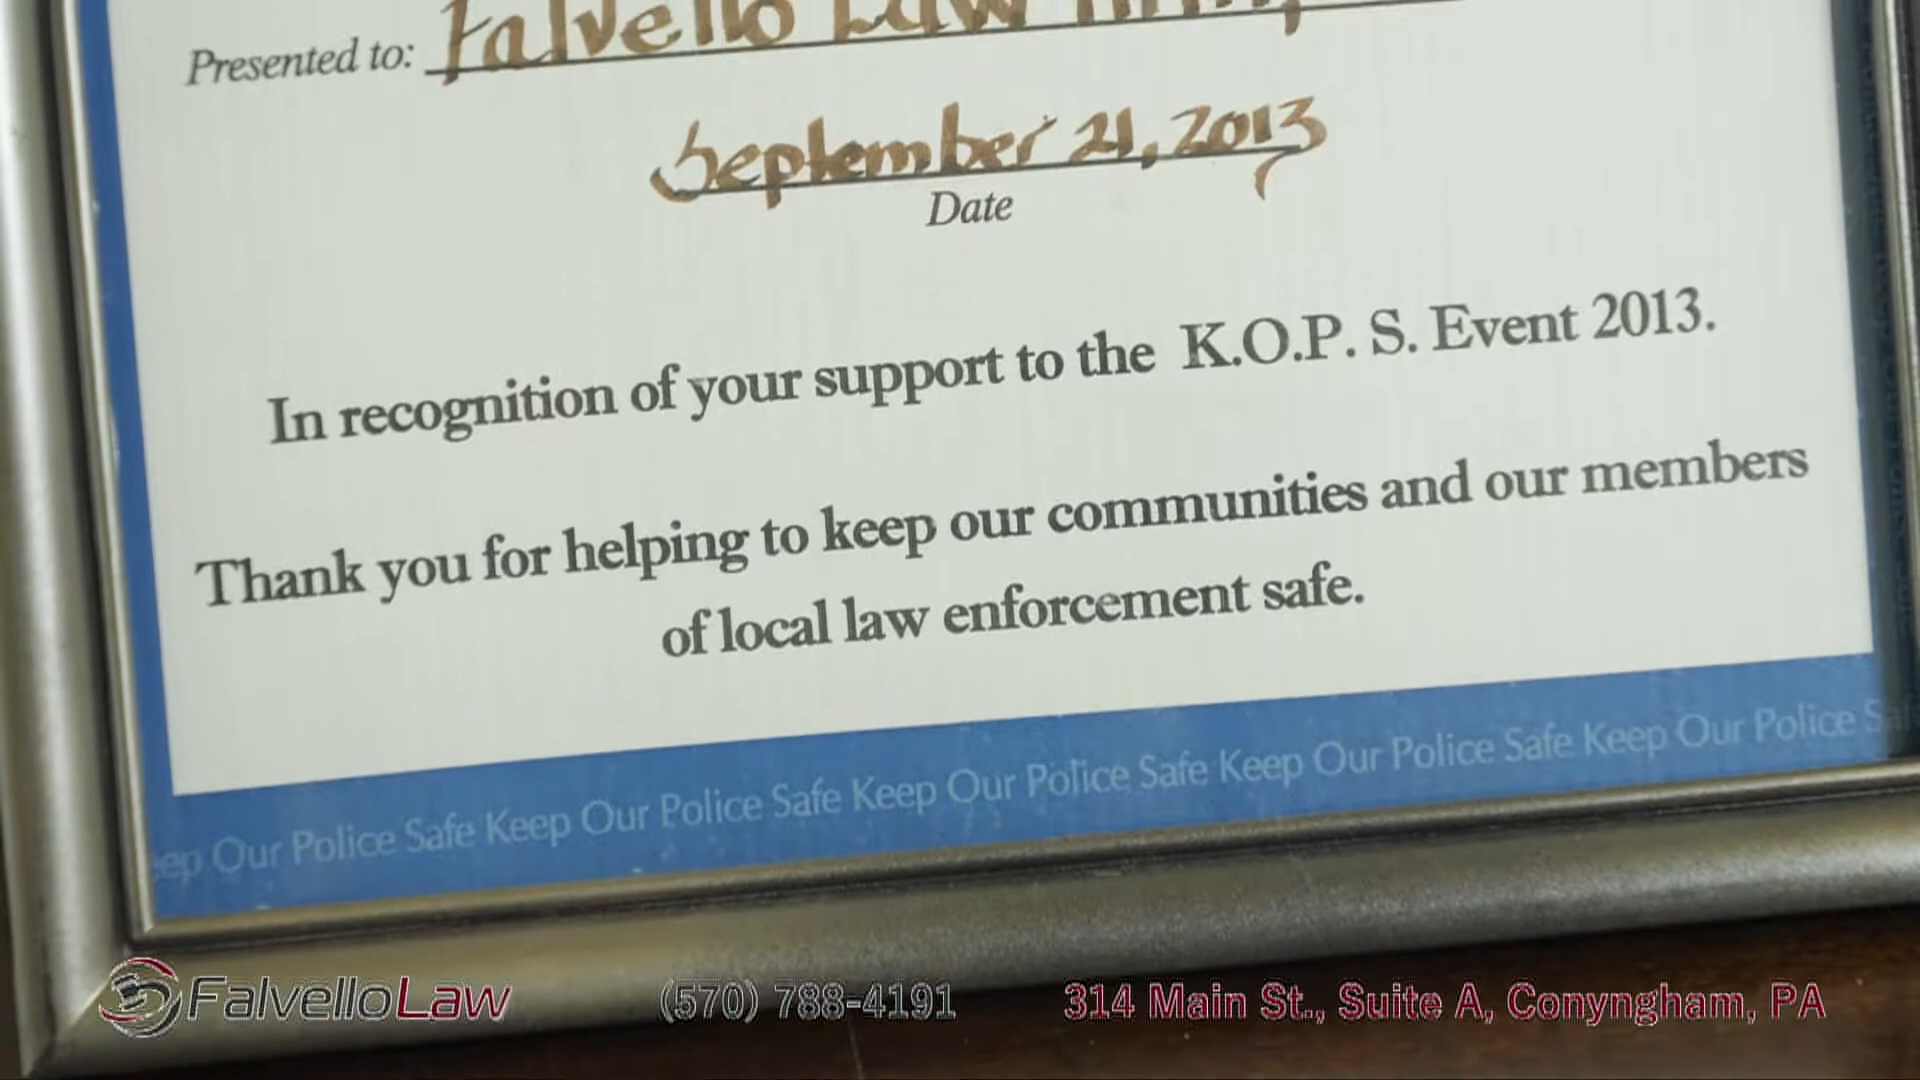 Presented to: Falvello Law Firm
September 21, 2013
Date
In recognition of your support to the K.O.P. S. Event 2013.
Thank you for helping to keep our communities and our members
of local law enforcement safe.
Our Police Safe Keep Our Police Safe Keep Our Police Safe Keep Our Police Safe Keep Our Police
FalvelloLaw (570) 788-4191 314 Main St., Suite A, Conyngham, PA